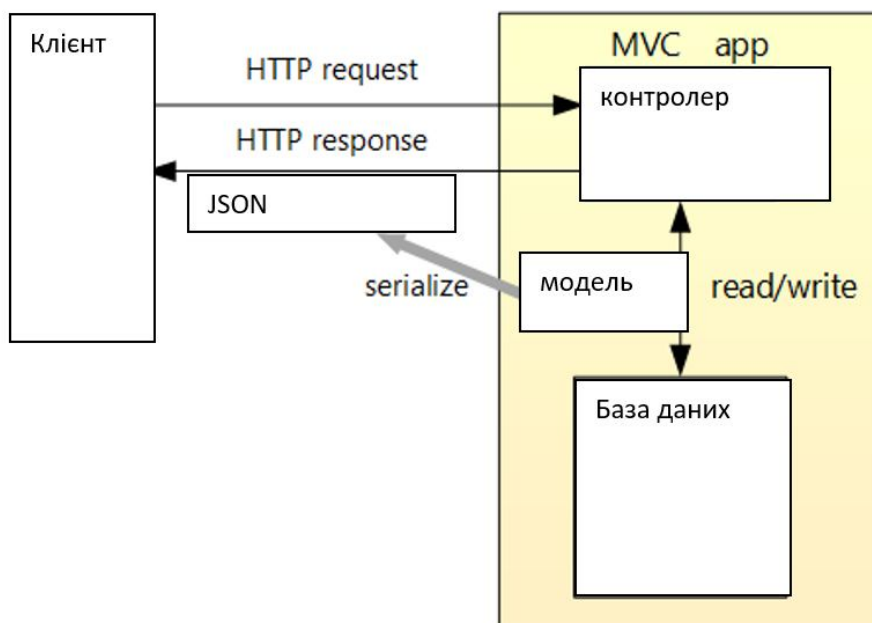 Клієнт
MVC app
HTTP request
контролер
HTTP response
JSON
serialize
модель
read/write
База даних